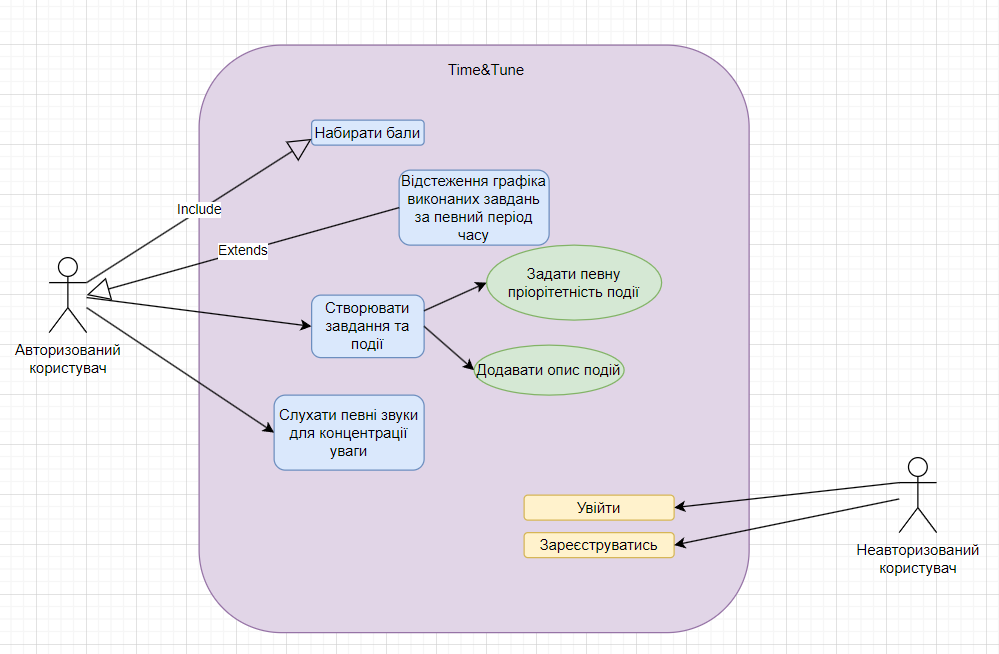 Time&Tune
Набирати бали
Відстеження графіка
виконаних завдань
за певний період
часу
Include
Extends
Задати певну
пріорітетність події
Створювати
завдання та
події
Авторизований
користувач
Додавати опис подій
Слухати певні звуки
для концентрації
уваги
Увійти
Зареєструватись
Неавторизований
користувач